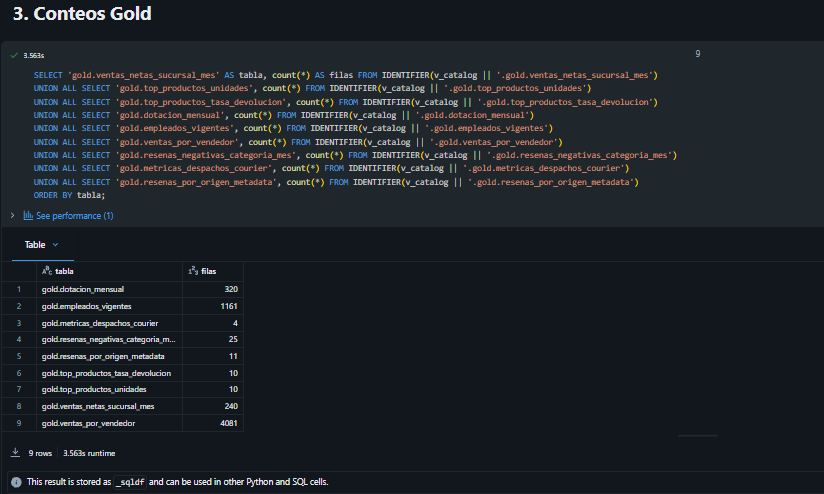 3. Conteos Gold
3.563s
9
SELECT 'gold.ventas_netas_sucursal_mes' AS tabla, count(*) AS filas FROM IDENTIFIER(v_catalog || '.gold.ventas_netas_sucursal_mes')
UNION ALL SELECT 'gold.top_productos_unidades', count(*) FROM IDENTIFIER(v_catalog || '.gold.top_productos_unidades')
UNION ALL SELECT 'gold.top_productos_tasa_devolucion', count(*) FROM IDENTIFIER(v_catalog || '.gold.top_productos_tasa_devolucion')
UNION ALL SELECT 'gold.dotacion_mensual', count(*) FROM IDENTIFIER(v_catalog || '.gold.dotacion_mensual')
UNION ALL SELECT 'gold.empleados_vigentes', count(*) FROM IDENTIFIER(v_catalog || '.gold.empleados_vigentes')
UNION ALL SELECT 'gold.ventas_por_vendedor', count(*) FROM IDENTIFIER(v_catalog || '.gold.ventas_por_vendedor')
UNION ALL SELECT 'gold.resenas_negativas_categoria_mes', count(*) FROM IDENTIFIER(v_catalog || '.gold.resenas_negativas_categoria_mes')
UNION ALL SELECT 'gold.metricas_despachos_courier', count(*) FROM IDENTIFIER(v_catalog || '.gold.metricas_despachos_courier')
UNION ALL SELECT 'gold.resenas_por_origen_metadata', count(*) FROM IDENTIFIER(v_catalog || '.gold.resenas_por_origen_metadata')
ORDER BY tabla;
See performance (1)
Table
ABC tabla 123 filas
1 gold.dotacion_mensual 320
2 gold.empleados_vigentes 1161
3 gold.metricas_despachos_courier 4
4 gold.resenas_negativas_categoria_m... 25
5 gold.resenas_por_origen_metadata 11
6 gold.top_productos_tasa_devolucion 10
7 gold.top_productos_unidades 10
8 gold.ventas_netas_sucursal_mes 240
9 gold.ventas_por_vendedor 4081
9 rows | 3.563s runtime
This result is stored as _sqldf and can be used in other Python and SQL cells.